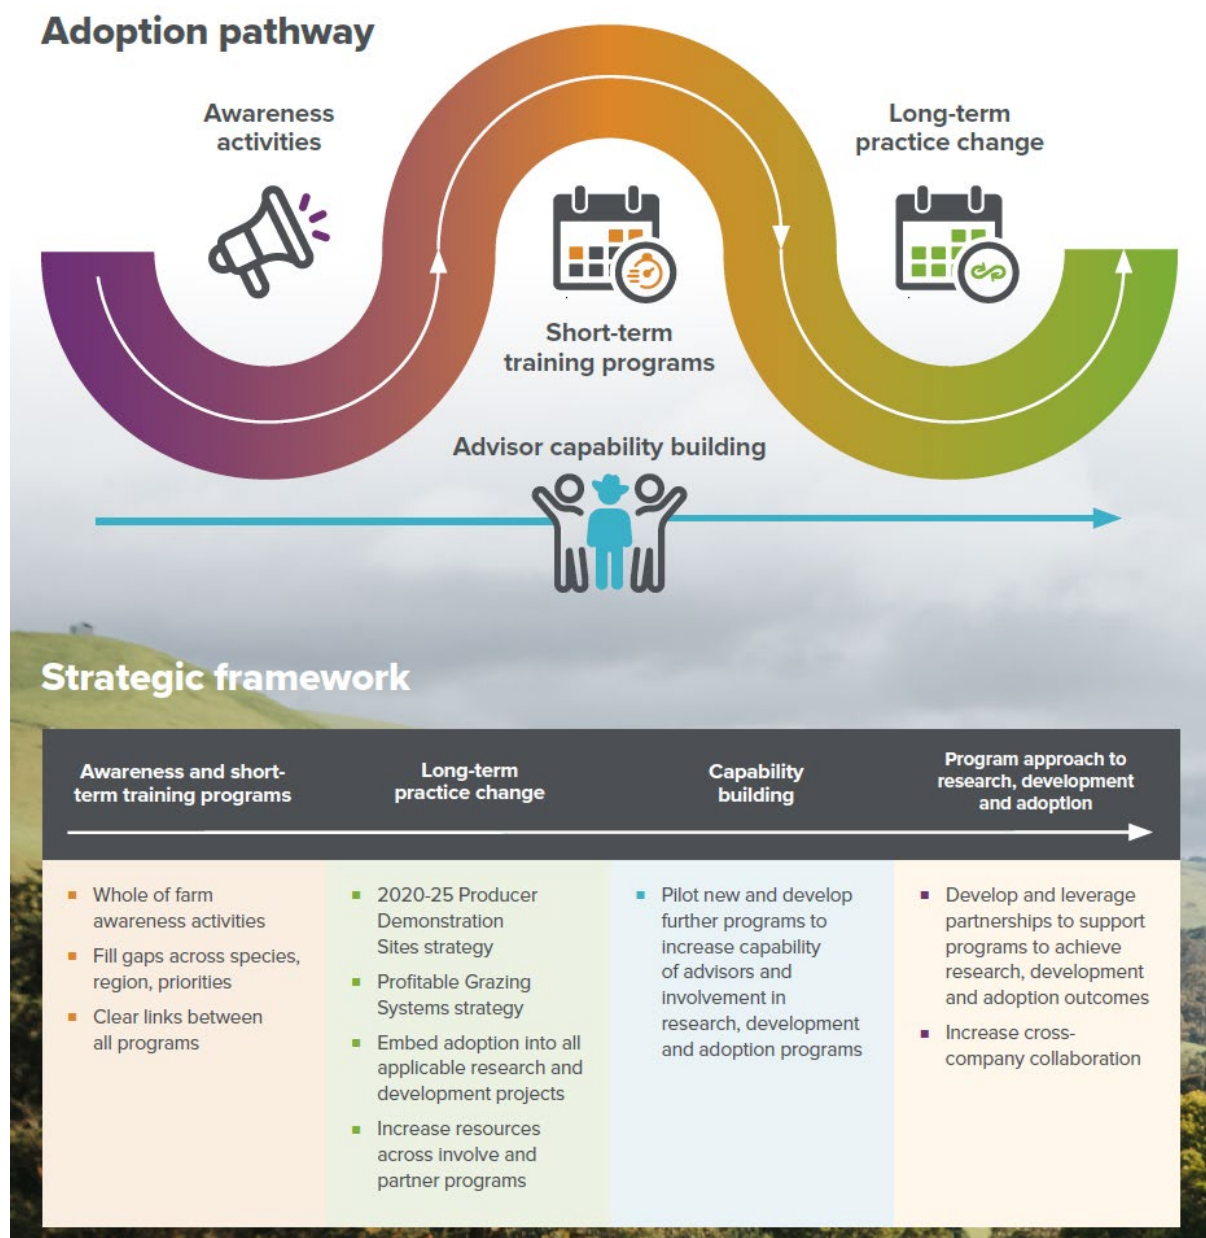 Adoption pathway
Awareness
activities
Long-term
practice change
Short-term
training programs
Advisor capability building
Strategic framework
Awareness and short-
term training programs
Long-term
practice change
Capability
building
Program approach to
research, development
and adoption
Whole of farm
awareness activities
Fill gaps across species,
region, priorities
Clear links between
all programs
2020-25 Producer
Demonstration
Sites strategy
Profitable Grazing
Systems strategy
Embed adoption into all
applicable research and
development projects
Increase resources
across involve and
partner programs
Pilot new and develop
further programs to
increase capability
of advisors and
involvement in
research, development
and adoption programs
Develop and leverage
partnerships to support
programs to achieve
research, development
and adoption outcomes
Increase cross-
company collaboration